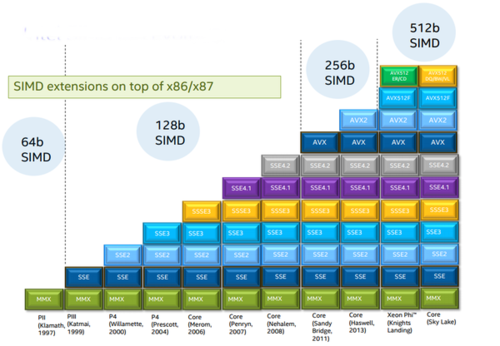 512b
SIMD
256b
SIMD
SIMD extensions on top of x86/x87
128b
SIMD
64b
SIMD
AVX512F AVX512F
AVX2 AVX2 AVX2
AVX AVX AVX AVX
SSE4.2 SSE4.2 SSE4.2 SSE4.2 SSE4.2
SSE4.1 SSE4.1 SSE4.1 SSE4.1 SSE4.1 SSE4.1
SSSE3 SSSE3 SSSE3 SSSE3 SSSE3 SSSE3 SSSE3
SSE3 SSE3 SSE3 SSE3 SSE3 SSE3 SSE3 SSE3
SSE2 SSE2 SSE2 SSE2 SSE2 SSE2 SSE2 SSE2 SSE2
SSE SSE SSE SSE SSE SSE SSE SSE SSE SSE
MMX MMX MMX MMX MMX MMX MMX MMX MMX MMX MMX
PII
(Klamath,
1997)
PIII
(Katmai,
1999)
P4
(Willamette,
2000)
P4
(Prescott,
2004)
Core
(Merom,
2006)
Core
(Penryn,
2007)
Core
(Nehalem,
2008)
Core
(Sandy
Bridge,
2011)
Core
(Haswell,
2013)
Xeon Phi™
(Knights
Landing)
Core
(Sky Lake)